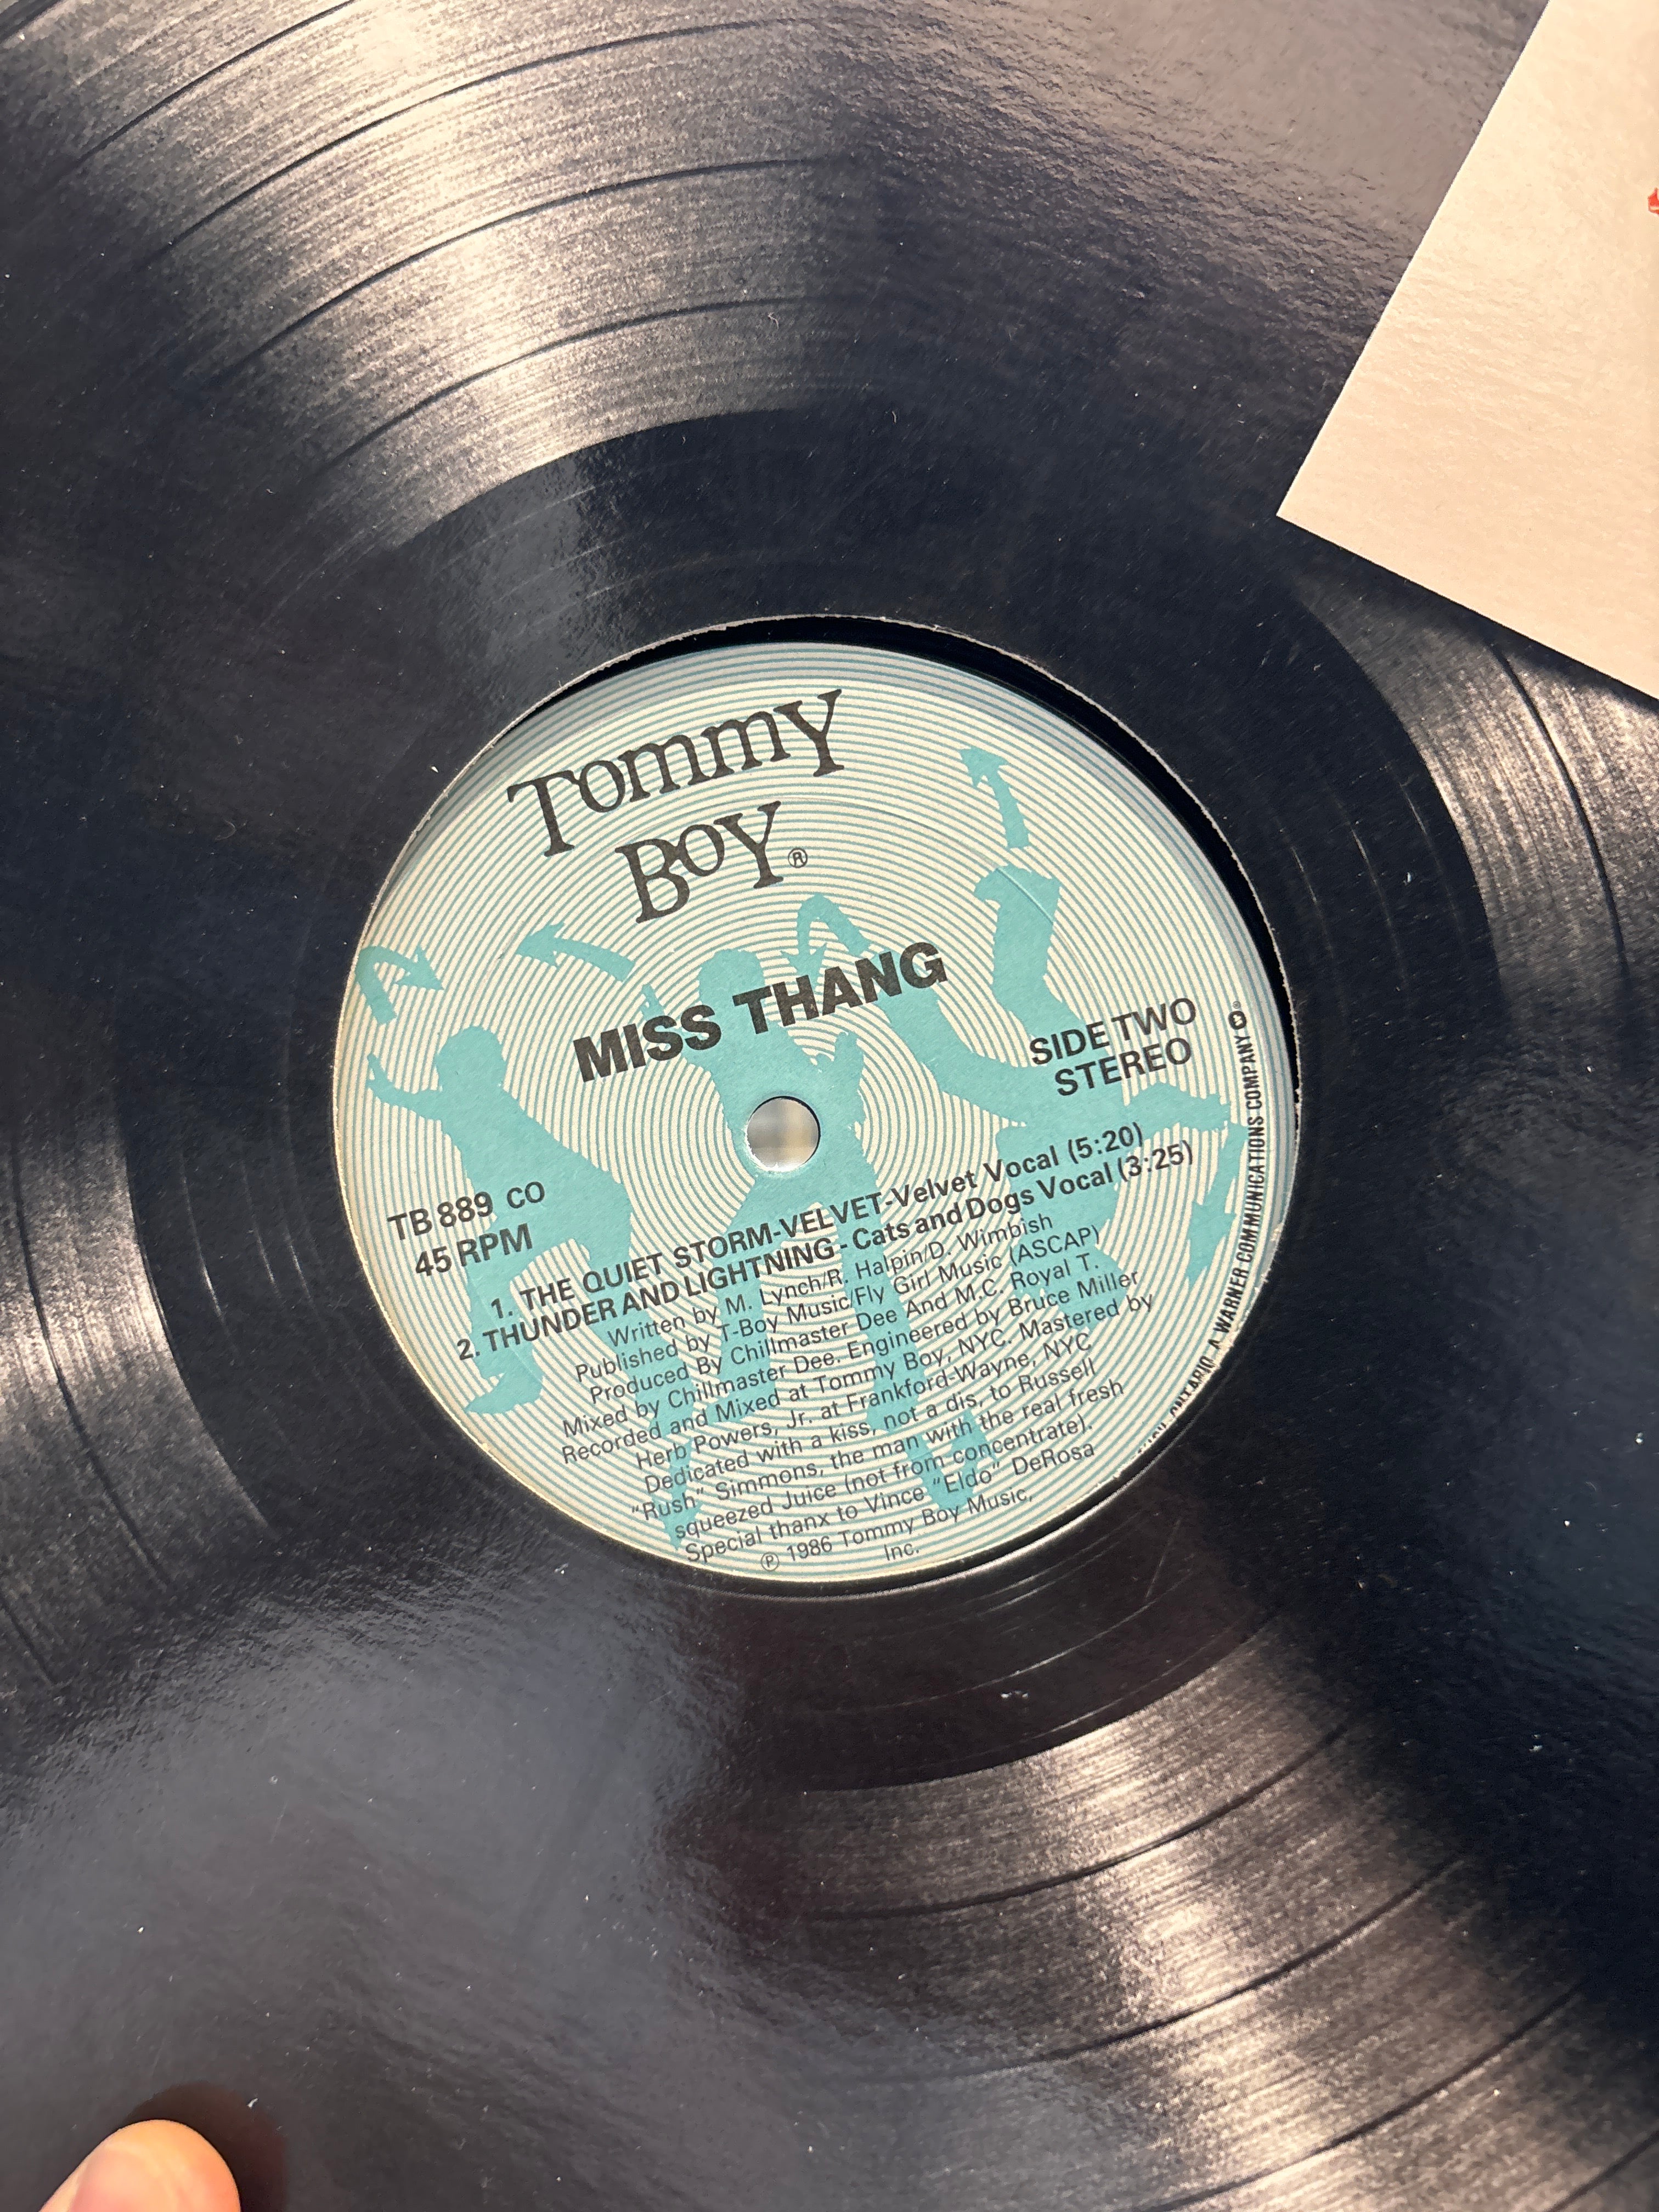 Tommy
Boy®
MISS THANG
SIDE TWO
STEREO
TB 889 CO
45 RPM
1. THE QUIET STORM-VELVET-Velvet Vocal (5:20)
2. THUNDER AND LIGHTNING - Cats and Dogs Vocal (3:25)
Written by M. Lynch/R. Halpin/D. Wimbish
Published by T-Boy Music/Fly Girl Music (ASCAP)
Produced By Chillmaster Dee And M.C. Royal T.
Mixed by Chillmaster Dee. Engineered by Bruce Miller
Recorded and Mixed at Tommy Boy, NYC. Mastered by
Herb Powers, Jr. at Frankford-Wayne, NYC
Dedicated with a kiss, not a dis, to Russell
"Rush" Simmons, the man with the real fresh
squeezed Juice (not from concentrate).
Special thanx to Vince "Eldo" DeRosa
℗ 1986 Tommy Boy Music,
Inc.
ONTARIO. A WARNER COMMUNICATIONS COMPANY